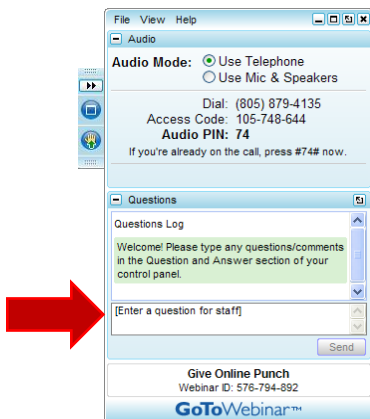 File View Help
Audio
Audio Mode: Use Telephone
Use Mic & Speakers
Dial: (805) 879-4135
Access Code: 105-748-644
Audio PIN: 74
If you're already on the call, press #74# now.
Questions
Questions Log
Welcome! Please type any questions/comments
in the Question and Answer section of your
control panel.
[Enter a question for staff]
Send
Give Online Punch
Webinar ID: 576-794-892
GoToWebinar™